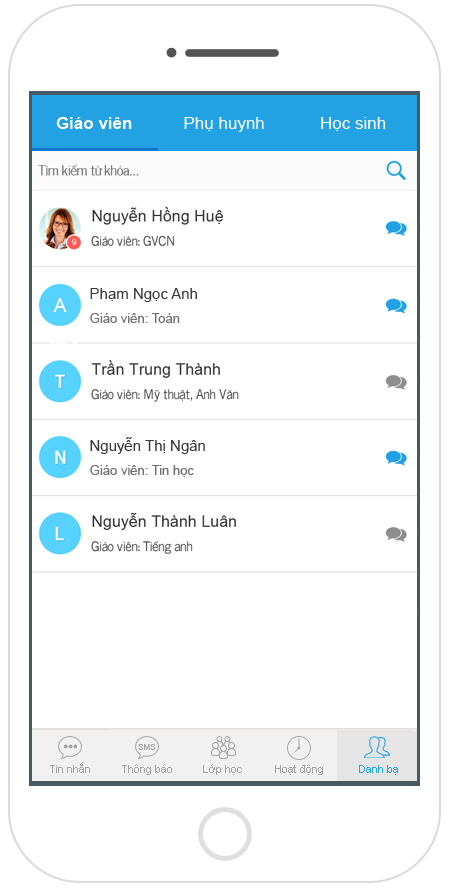 Giáo viên Phụ huynh Học sinh
Tìm kiếm từ khóa...
Nguyễn Hồng Huệ
9 Giáo viên: GVCN
Phạm Ngọc Anh
A
Giáo viên: Toán
Trần Trung Thành
T
Giáo viên: Mỹ thuật, Anh Văn
Nguyễn Thị Ngân
N
Giáo viên: Tin học
Nguyễn Thành Luân
L
Giáo viên: Tiếng anh
SMS
Tin nhắn Thông báo Lớp học Hoạt động Danh bạ